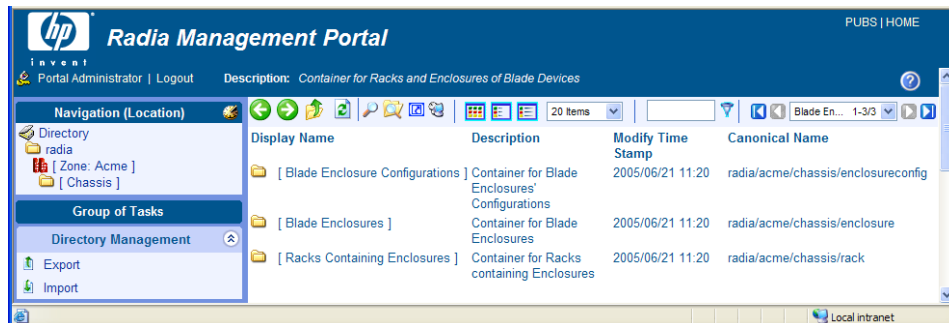 hp
invent
Radia Management Portal
PUBS | HOME
Portal Administrator | Logout
Description: Container for Racks and Enclosures of Blade Devices
?
Navigation (Location)
Directory
radia
[ Zone: Acme ]
[ Chassis ]
Group of Tasks
Directory Management
Export
Import
20 Items
Blade En... 1-3/3
Display Name Description Modify Time Canonical Name
Stamp
[ Blade Enclosure Configurations ] Container for Blade 2005/06/21 11:20 radia/acme/chassis/enclosureconfig
Enclosures'
Configurations
[ Blade Enclosures ] Container for Blade 2005/06/21 11:20 radia/acme/chassis/enclosure
Enclosures
[ Racks Containing Enclosures ] Container for Racks 2005/06/21 11:20 radia/acme/chassis/rack
containing Enclosures
Local intranet